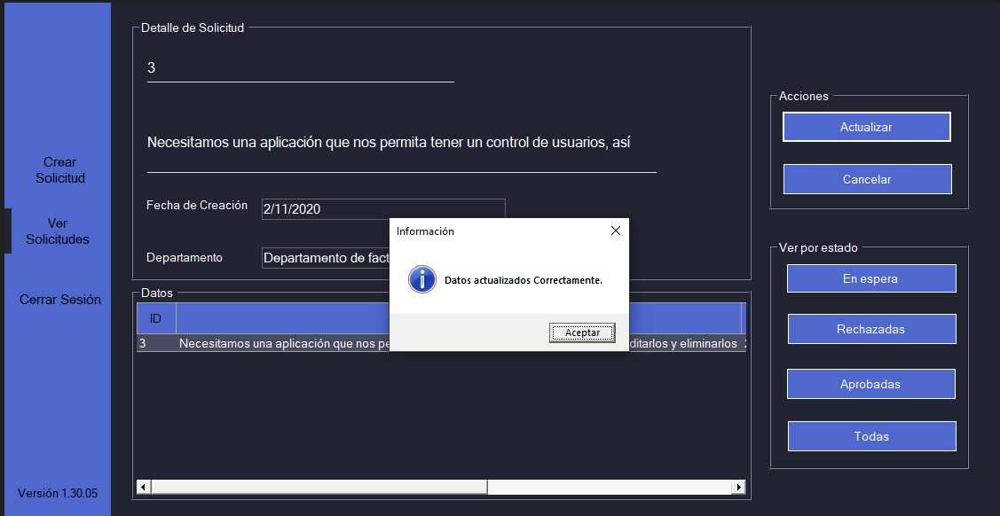 Crear
Solicitud
Ver
Solicitudes
Cerrar Sesión
Versión 1.30.05
Detalle de Solicitud
3
Necesitamos una aplicación que nos permita tener un control de usuarios, así
Fecha de Creación
2/11/2020
Departamento
Departamento de fact
Información
Datos actualizados Correctamente.
Aceptar
Datos
ID
3 Necesitamos una aplicación que nos pe ditarlos y eliminarlos
Acciones
Actualizar
Cancelar
Ver por estado
En espera
Rechazadas
Aprobadas
Todas